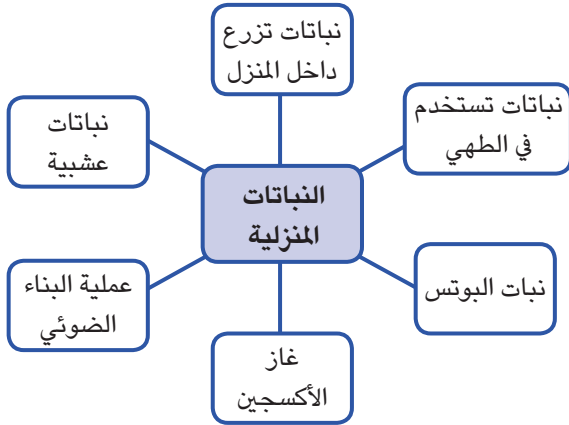 نباتات تزرع
داخل المنزل
نباتات تستخدم
في الطهي
نباتات
عشبية
النباتات
المنزلية
نبات البوتس
عملية البناء
الضوئي
غاز
الأكسجين